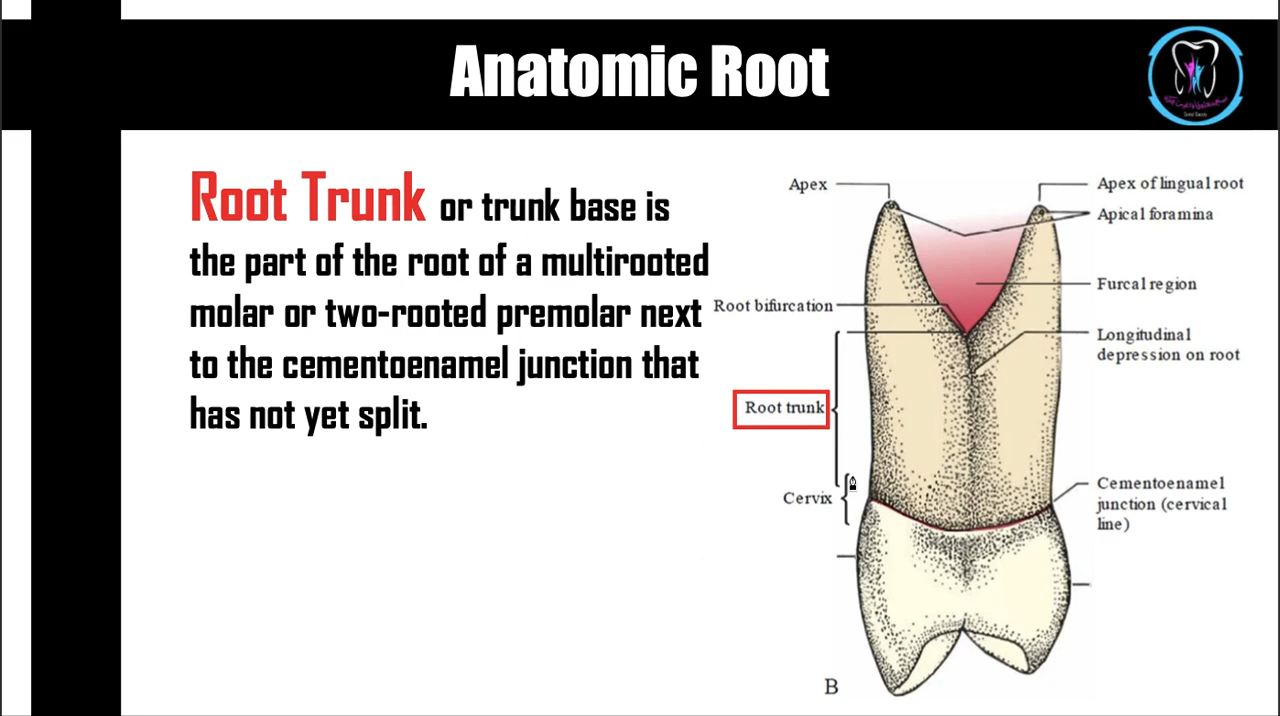 Anatomic Root
Root Trunk or trunk base is
the part of the root of a multirooted
molar or two-rooted premolar next
to the cementoenamel junction that
has not yet split.
Apex
Root bifurcation
Root trunk
Cervix
Apex of lingual root
Apical foramina
Furcal region
Longitudinal
depression on root
Cementoenamel
junction (cervical
line)
B